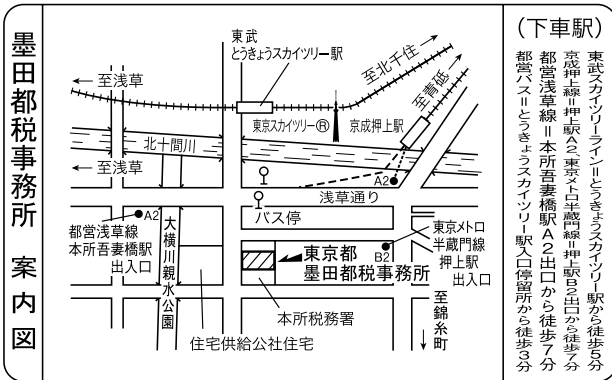 墨田都税事務所 案内図
東武
とうきょうスカイツリー駅
至北千住
至青砥
至浅草
東京スカイツリー®
京成押上駅
北十間川
至浅草
A2
浅草通り
バス停
A2
都営浅草線
本所吾妻橋駅
出入口
大横川親水公園
東京都
墨田都税事務所
B2
東京メトロ
半蔵門線
押上駅
出入口
本所税務署
住宅供給公社住宅
至錦糸町
(下車駅)
東武スカイツリーライン=とうきょうスカイツリー駅から徒歩5分
京成押上線=押上駅A2、東京メトロ半蔵門線=押上駅B2出口から徒歩7分
都営浅草線=本所吾妻橋駅A2出口から徒歩7分
都営バス=とうきょうスカイツリー駅入口停留所から徒歩3分